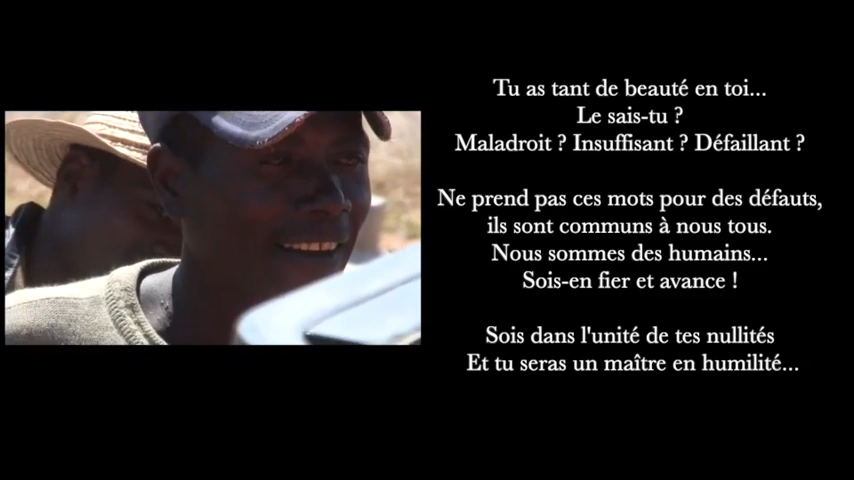 Tu as tant de beauté en toi...
Le sais-tu ?
Maladroit ? Insuffisant ? Défaillant ?
Ne prend pas ces mots pour des défauts,
ils sont communs à nous tous.
Nous sommes des humains...
Sois-en fier et avance !
Sois dans l'unité de tes nullités
Et tu seras un maître en humilité...